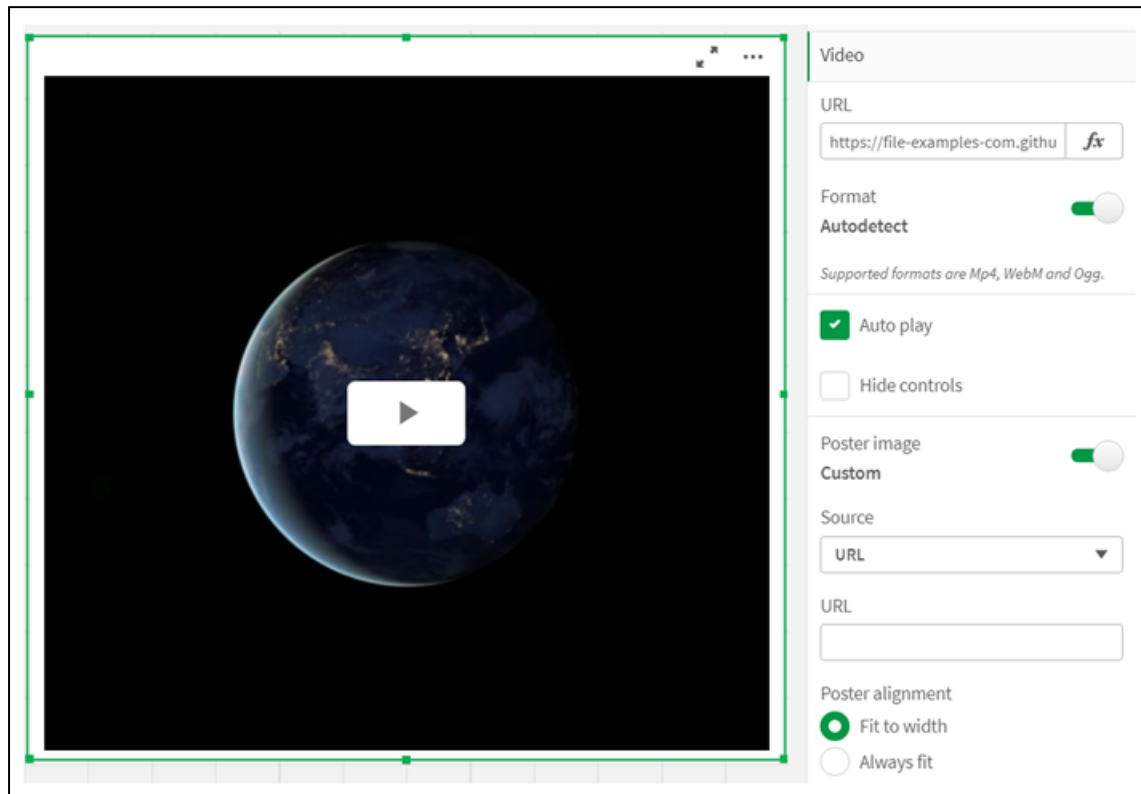 Video
URL
https://file-examples-com.githu
fx
Format
Autodetect
Supported formats are Mp4, WebM and Ogg.
Auto play
Hide controls
Poster image
Custom
Source
URL
URL
Poster alignment
Fit to width
Always fit